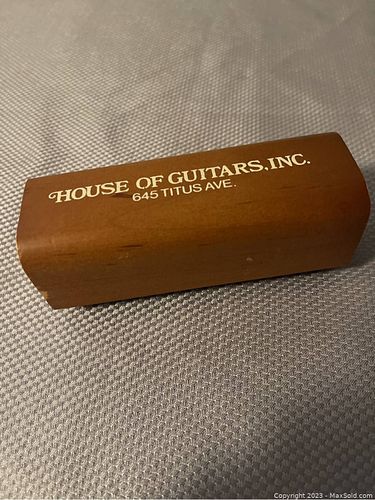 HOUSE OF GUITARS, INC.
645 TITUS AVE.
Copyright 2023 - MaxSold.com